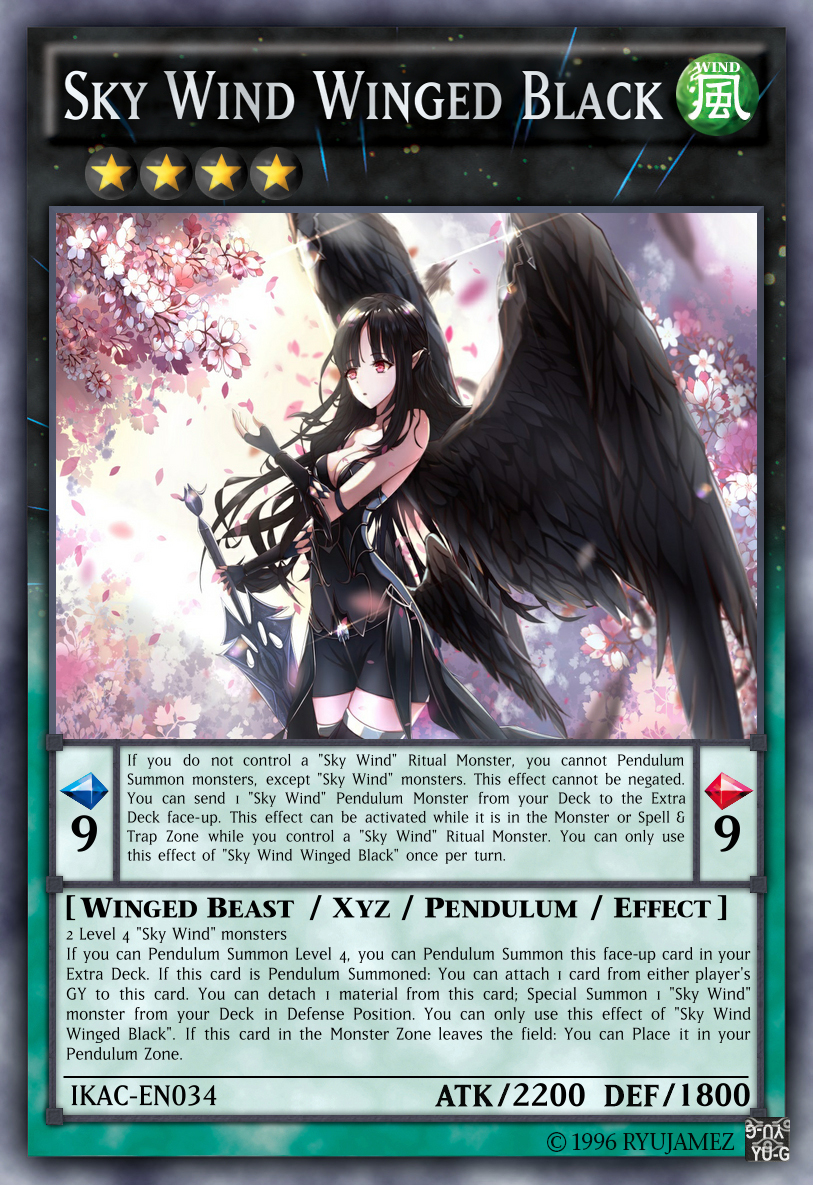 Sky Wind Winged Black
WIND
風
If you do not control a "Sky Wind" Ritual Monster, you cannot Pendulum
Summon monsters, except "Sky Wind" monsters. This effect cannot be negated.
You can send 1 "Sky Wind" Pendulum Monster from your Deck to the Extra
Deck face-up. This effect can be activated while it is in the Monster or Spell &
Trap Zone while you control a "Sky Wind" Ritual Monster. You can only use
this effect of "Sky Wind Winged Black" once per turn.
9
9
[ Winged Beast / Xyz / Pendulum / Effect ]
2 Level 4 "Sky Wind" monsters
If you can Pendulum Summon Level 4, you can Pendulum Summon this face-up card in your
Extra Deck. If this card is Pendulum Summoned: You can attach 1 card from either player's
GY to this card. You can detach 1 material from this card; Special Summon 1 "Sky Wind"
monster from your Deck in Defense Position. You can only use this effect of "Sky Wind
Winged Black". If this card in the Monster Zone leaves the field: You can Place it in your
Pendulum Zone.
IKAC-EN034
ATK/2200 DEF/1800
© 1996 RYUJAMEZ
YU-G
YU-G